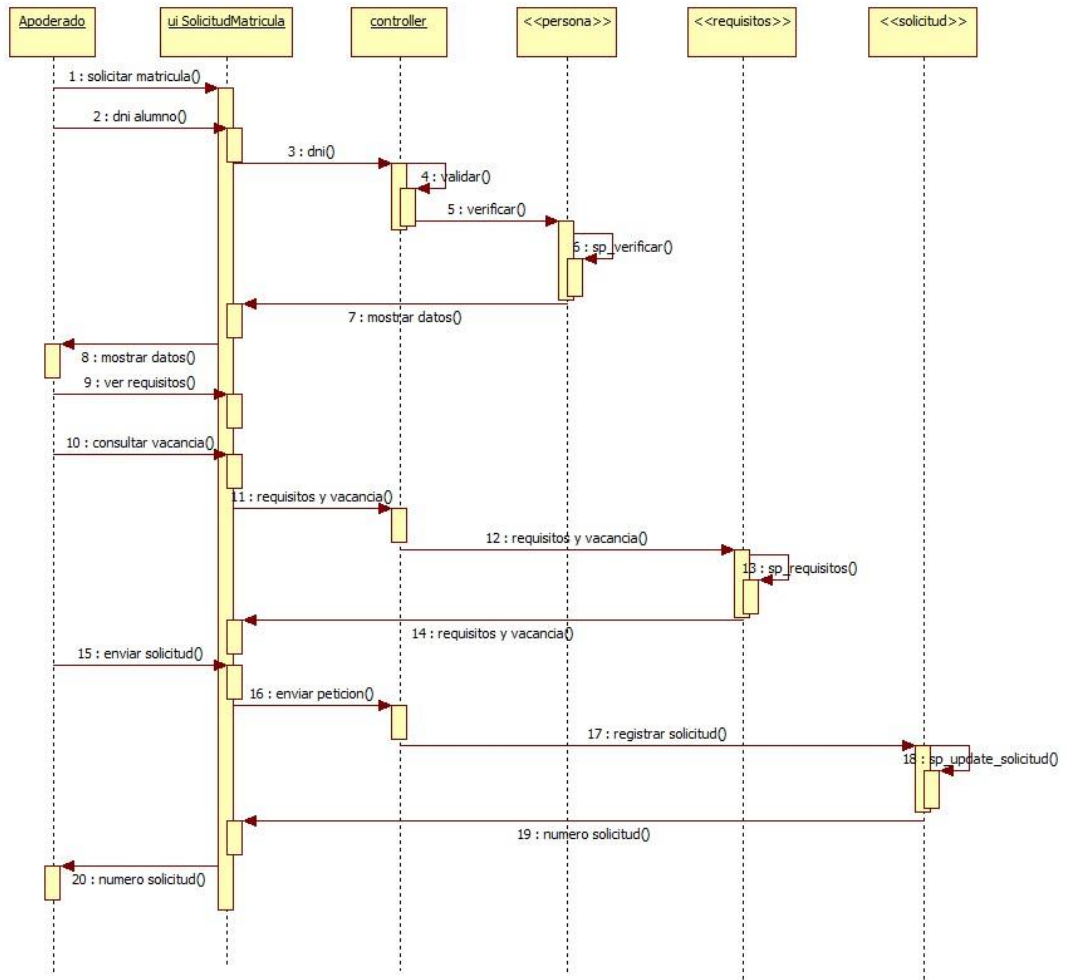 Apoderado
ui SolicitudMatricula
controller
<<persona>>
<<requisitos>>
<<solicitud>>
1 : solicitar matricula()
2 : dni alumno()
3 : dni()
4 : validar()
5 : verificar()
6 : sp_verificar()
7 : mostrar datos()
8 : mostrar datos()
9 : ver requisitos()
10 : consultar vacancia()
11 : requisitos y vacancia()
12 : requisitos y vacancia()
13 : sp_requisitos()
14 : requisitos y vacancia()
15 : enviar solicitud()
16 : enviar peticion()
17 : registrar solicitud()
18 : sp_update_solicitud()
19 : numero solicitud()
20 : numero solicitud()